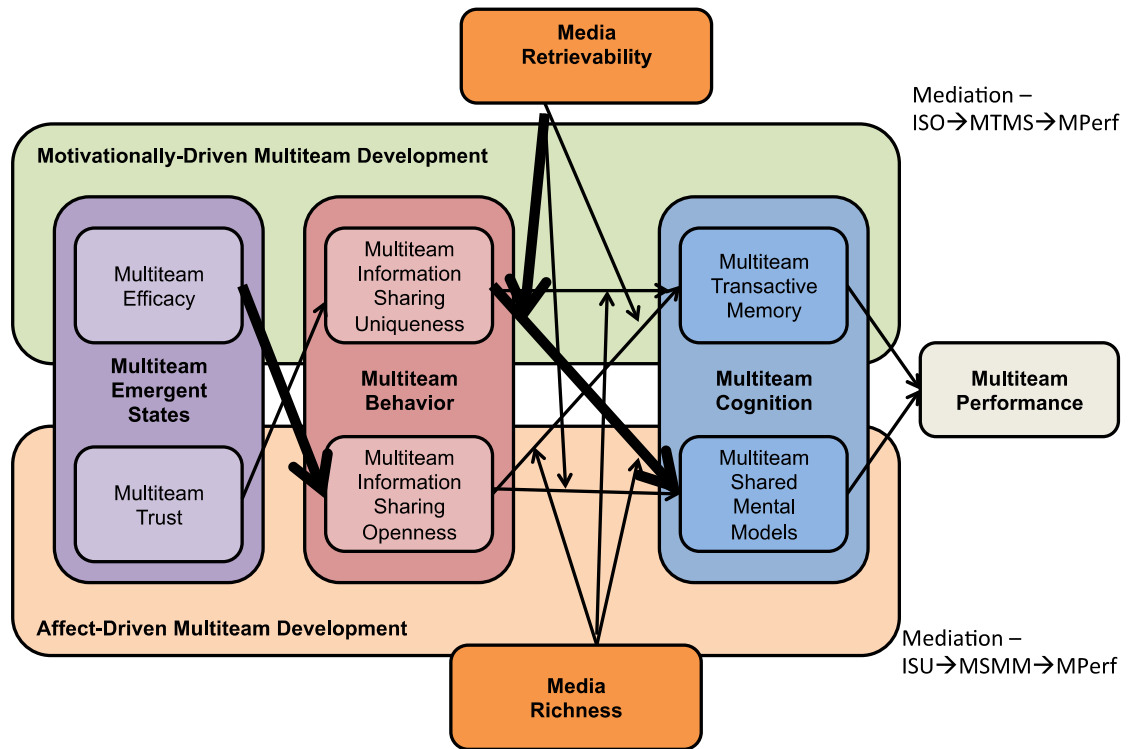 Media
Retrievability
Mediation –
ISO→MTMS→MPerf
Motivationally-Driven Multiteam Development
Multiteam
Efficacy
Multiteam
Information
Sharing
Uniqueness
Multiteam
Transactive
Memory
Multiteam
Emergent
States
Multiteam
Behavior
Multiteam
Cognition
Multiteam
Performance
Multiteam
Trust
Multiteam
Information
Sharing
Openness
Multiteam
Shared
Mental
Models
Affect-Driven Multiteam Development
Mediation –
ISU→MSMM→MPerf
Media
Richness